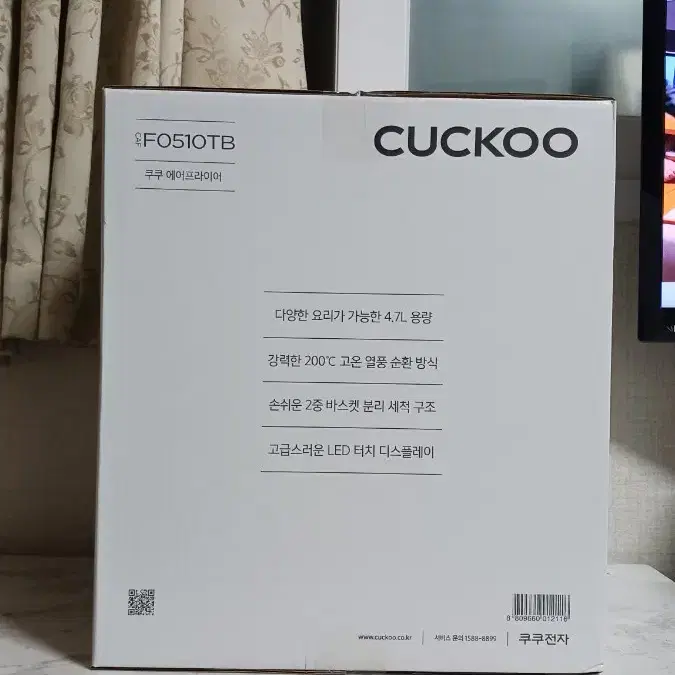 CAF
F0510TB
CUCKOO
쿠쿠 에어프라이어
다양한 요리가 가능한 4.7L 용량
강력한 200℃ 고온 열풍 순환 방식
손쉬운 2중 바스켓 분리 세척 구조
고급스러운 LED 터치 디스플레이
8 809660 012118
www.cuckoo.co.kr
서비스 문의 1588-8899
쿠쿠전자